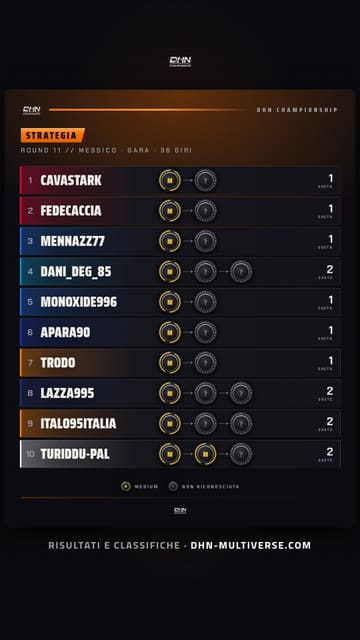 DHN
DHN
DHN CHAMPIONSHIP
STRATEGIA
ROUND 11 // MESSICO · GARA · 36 GIRI
1 CAVASTARK M ? 1 SOSTA
2 FEDECACCIA M ? 1 SOSTA
3 MENNAZZ77 M ? 1 SOSTA
4 DANI_DEG_85 M ? ? 2 SOSTE
5 MONOXIDE996 M ? 1 SOSTA
6 APARA90 M ? 1 SOSTA
7 TRODO M ? 1 SOSTA
8 LAZZA995 M ? ? 2 SOSTE
9 ITALO95ITALIA M ? ? 2 SOSTE
10 TURIDDU-PAL M M ? 2 SOSTE
MEDIUM ? NON RICONOSCIUTA
DHN
RISULTATI E CLASSIFICHE · DHN-MULTIVERSE.COM